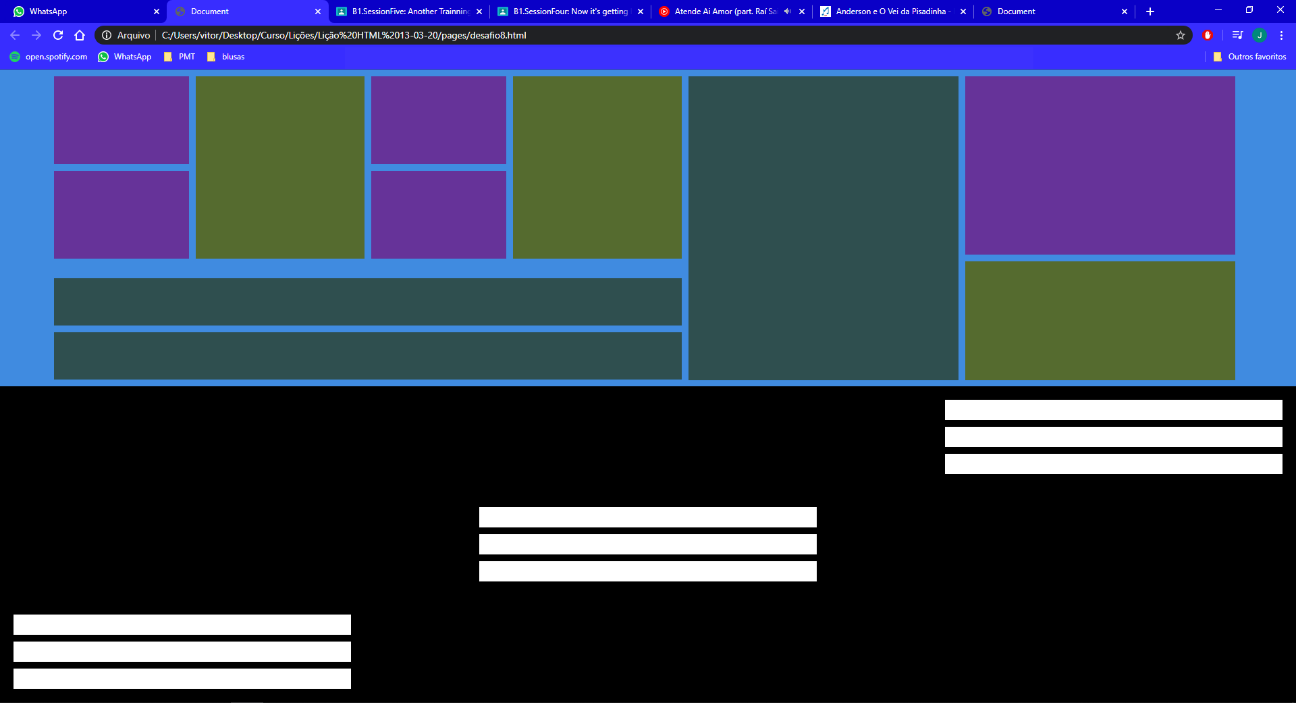 WhatsApp
Document
B1.SessionFive: Another Trainnin
B1.SessionFour: Now it's getting
Atende Ai Amor (part. Raí Sa
Anderson e O Vei da Pisadinha -
Document
Arquivo
C:/Users/vitor/Desktop/Curso/Lições/Lição%20HTML%2013-03-20/pages/desafio8.html
J
open.spotify.com
WhatsApp
PMT
blusas
Outros favoritos